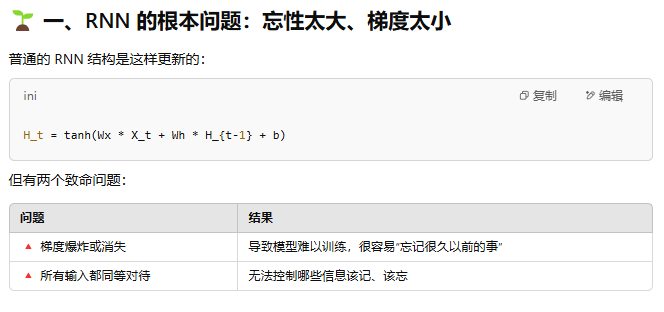 🌱 一、RNN 的根本问题：忘性太大、梯度太小
普通的 RNN 结构是这样更新的：
ini 复制 编辑
H_t = tanh(Wx * X_t + Wh * H_{t-1} + b)
但有两个致命问题：
问题 结果
🔺 梯度爆炸或消失 导致模型难以训练，很容易“忘记很久以前的事”
🔺 所有输入都同等对待 无法控制哪些信息该记、该忘